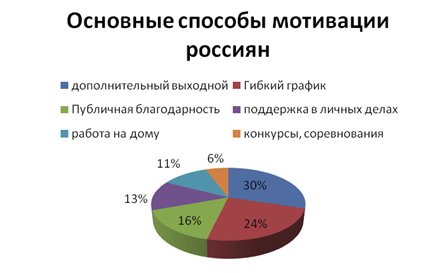 Основные способы мотивации
россиян
дополнительный выходной Гибкий график
Публичная благодарность поддержка в личных делах
работа на дому конкурсы, соревнования
6%
11%
30%
13%
16%
24%